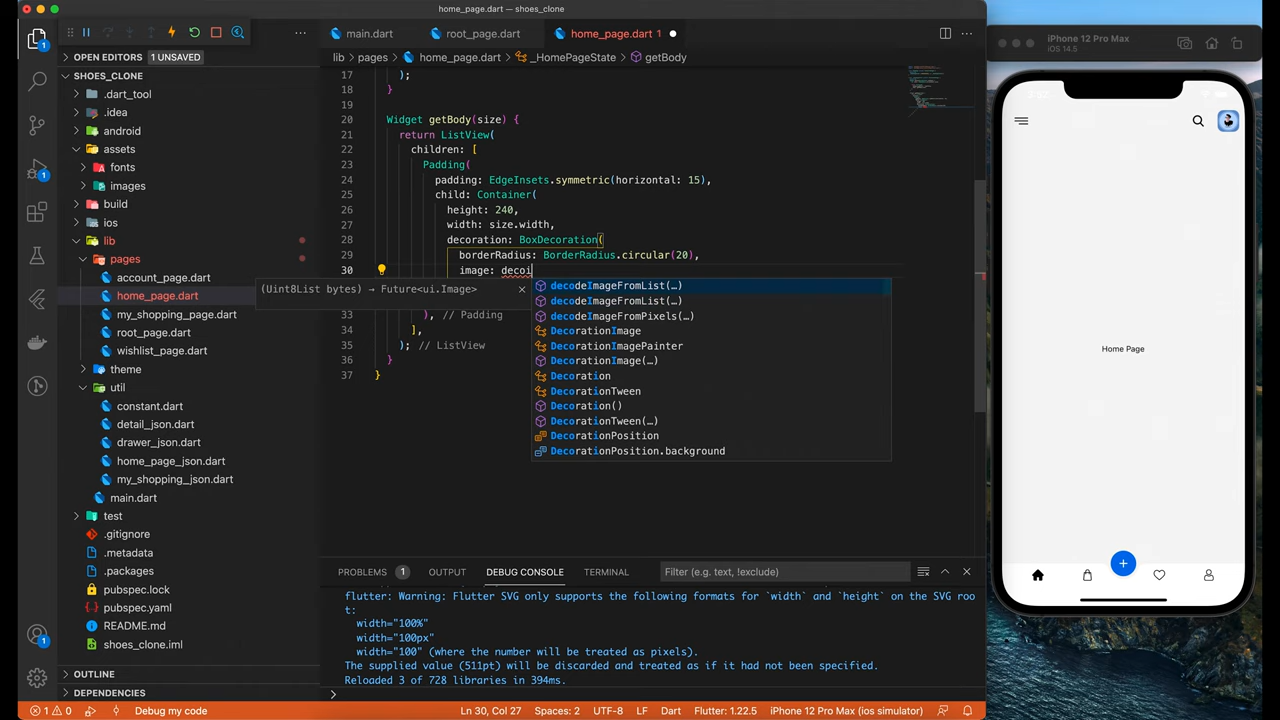 home_page.dart — shoes_clone
main.dart
root_page.dart
home_page.dart 1
OPEN EDITORS 1 UNSAVED
SHOES_CLONE
.dart_tool
.idea
android
assets
fonts
images
build
ios
lib
pages
account_page.dart
home_page.dart
my_shopping_page.dart
root_page.dart
wishlist_page.dart
theme
util
constant.dart
detail_json.dart
drawer_json.dart
home_page_json.dart
my_shopping_json.dart
main.dart
test
.gitignore
.metadata
.packages
pubspec.lock
pubspec.yaml
README.md
shoes_clone.iml
OUTLINE
DEPENDENCIES
1
1
1
lib > pages > home_page.dart > _HomePageState > getBody
17 );
18 }
19
20 Widget getBody(size) {
21 return ListView(
22 children: [
23 Padding(
24 padding: EdgeInsets.symmetric(horizontal: 15),
25 child: Container(
26 height: 240,
27 width: size.width,
28 decoration: BoxDecoration(
29 borderRadius: BorderRadius.circular(20),
30 image: decoi
33 ), // Padding
34 ],
35 ); // ListView
36 }
37 }
(Uint8List bytes) → Future<ui.Image>
decodeImageFromList(…)
decodeImageFromList(…)
decodeImageFromPixels(…)
DecorationImage
DecorationImagePainter
DecorationImage(…)
Decoration
DecorationTween
Decoration()
DecorationTween(…)
DecorationPosition
DecorationPosition.background
PROBLEMS 1 OUTPUT DEBUG CONSOLE TERMINAL Filter (e.g. text, !exclude)
flutter: Warning: Flutter SVG only supports the following formats for `width` and `height` on the SVG roo
t:
width="100%"
width="100px"
width="100" (where the number will be treated as pixels).
The supplied value (511pt) will be discarded and treated as if it had not been specified.
Reloaded 3 of 728 libraries in 394ms.
>
1 0 Debug my code Ln 30, Col 27 Spaces: 2 UTF-8 LF Dart Flutter: 1.22.5 iPhone 12 Pro Max (ios simulator)
iPhone 12 Pro Max
iOS 14.5
Home Page